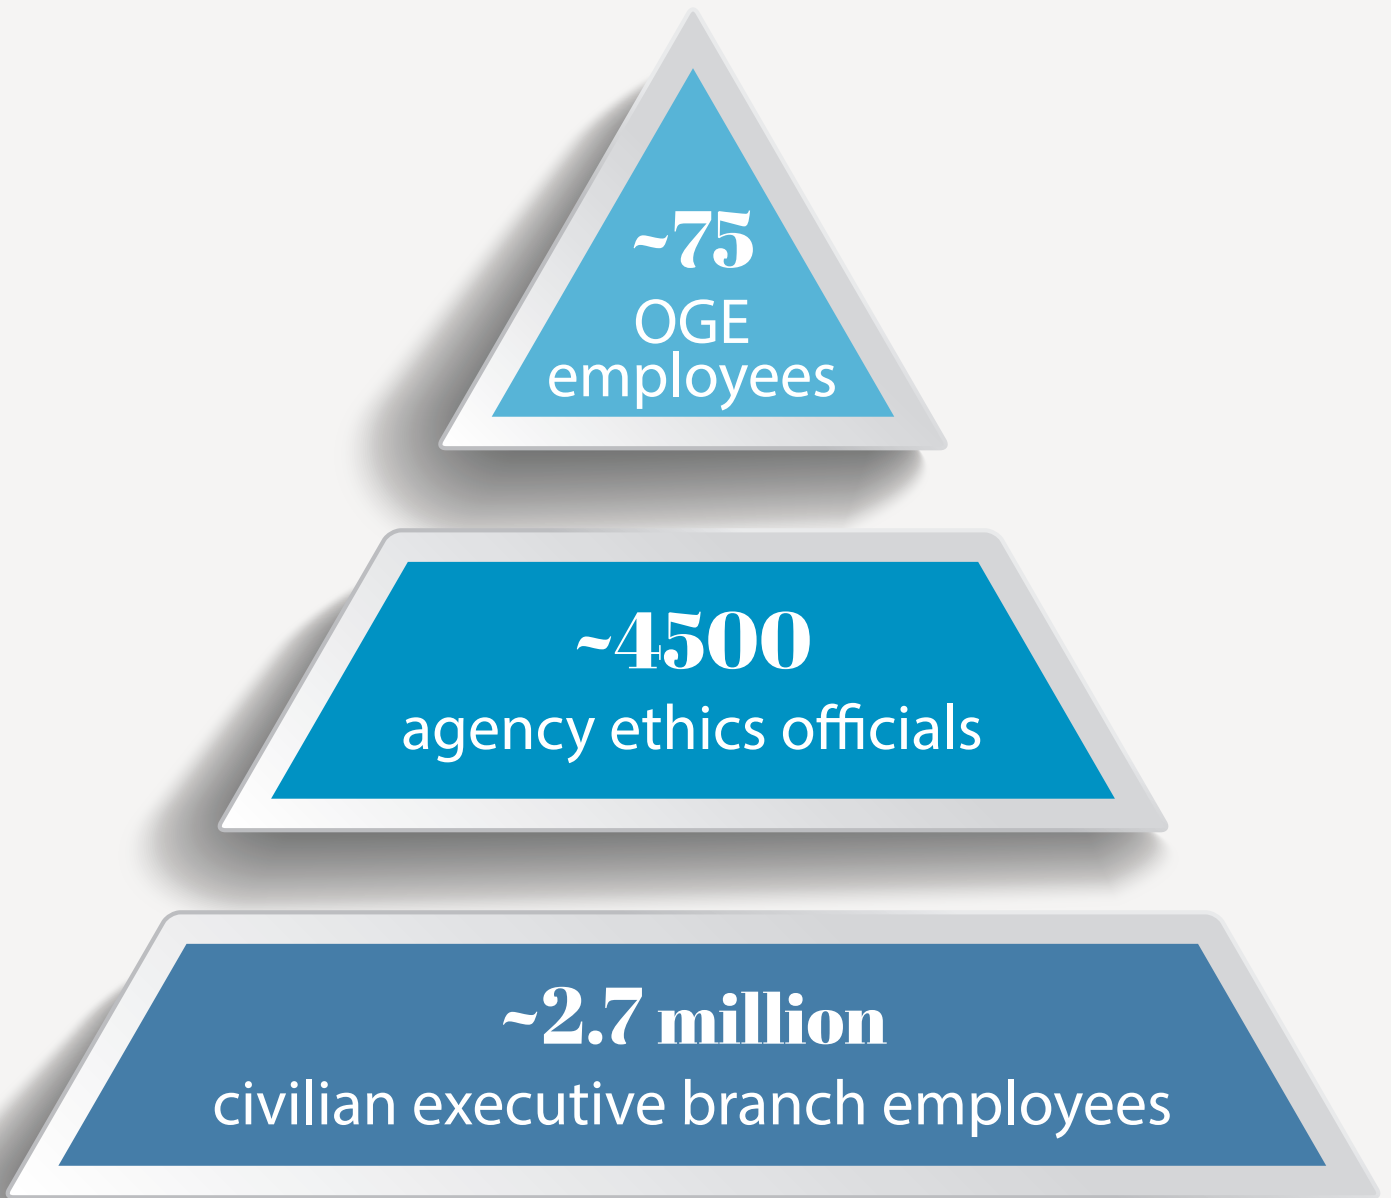 ~75
OGE
employees
~4500
agency ethics officials
~2.7 million
civilian executive branch employees